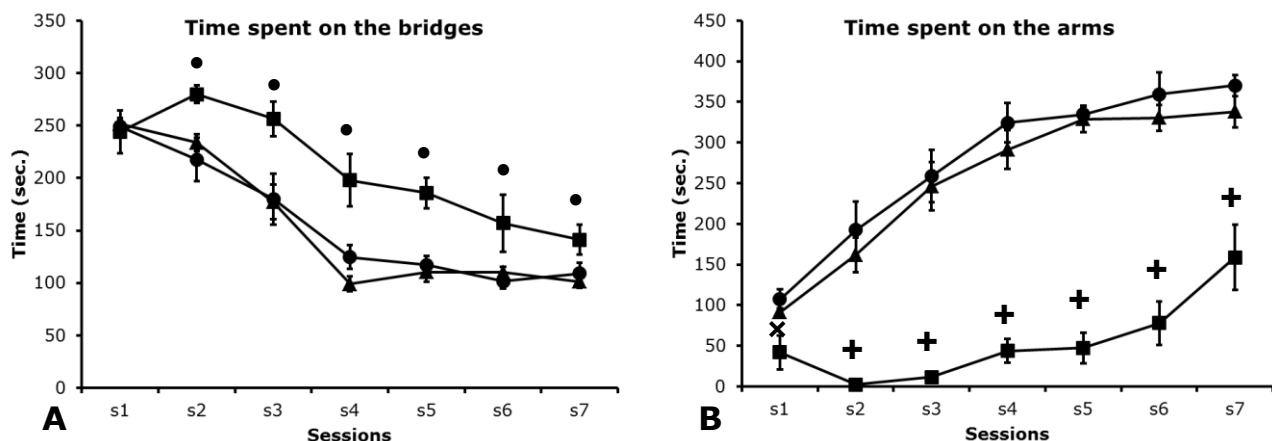 Time spent on the bridges
Time (sec.)
350
300
250
200
150
100
50
0
s1 s2 s3 s4 s5 s6 s7
Sessions
A
Time spent on the arms
Time (sec.)
450
400
350
300
250
200
150
100
50
0
s1 s2 s3 s4 s5 s6 s7
Sessions
B